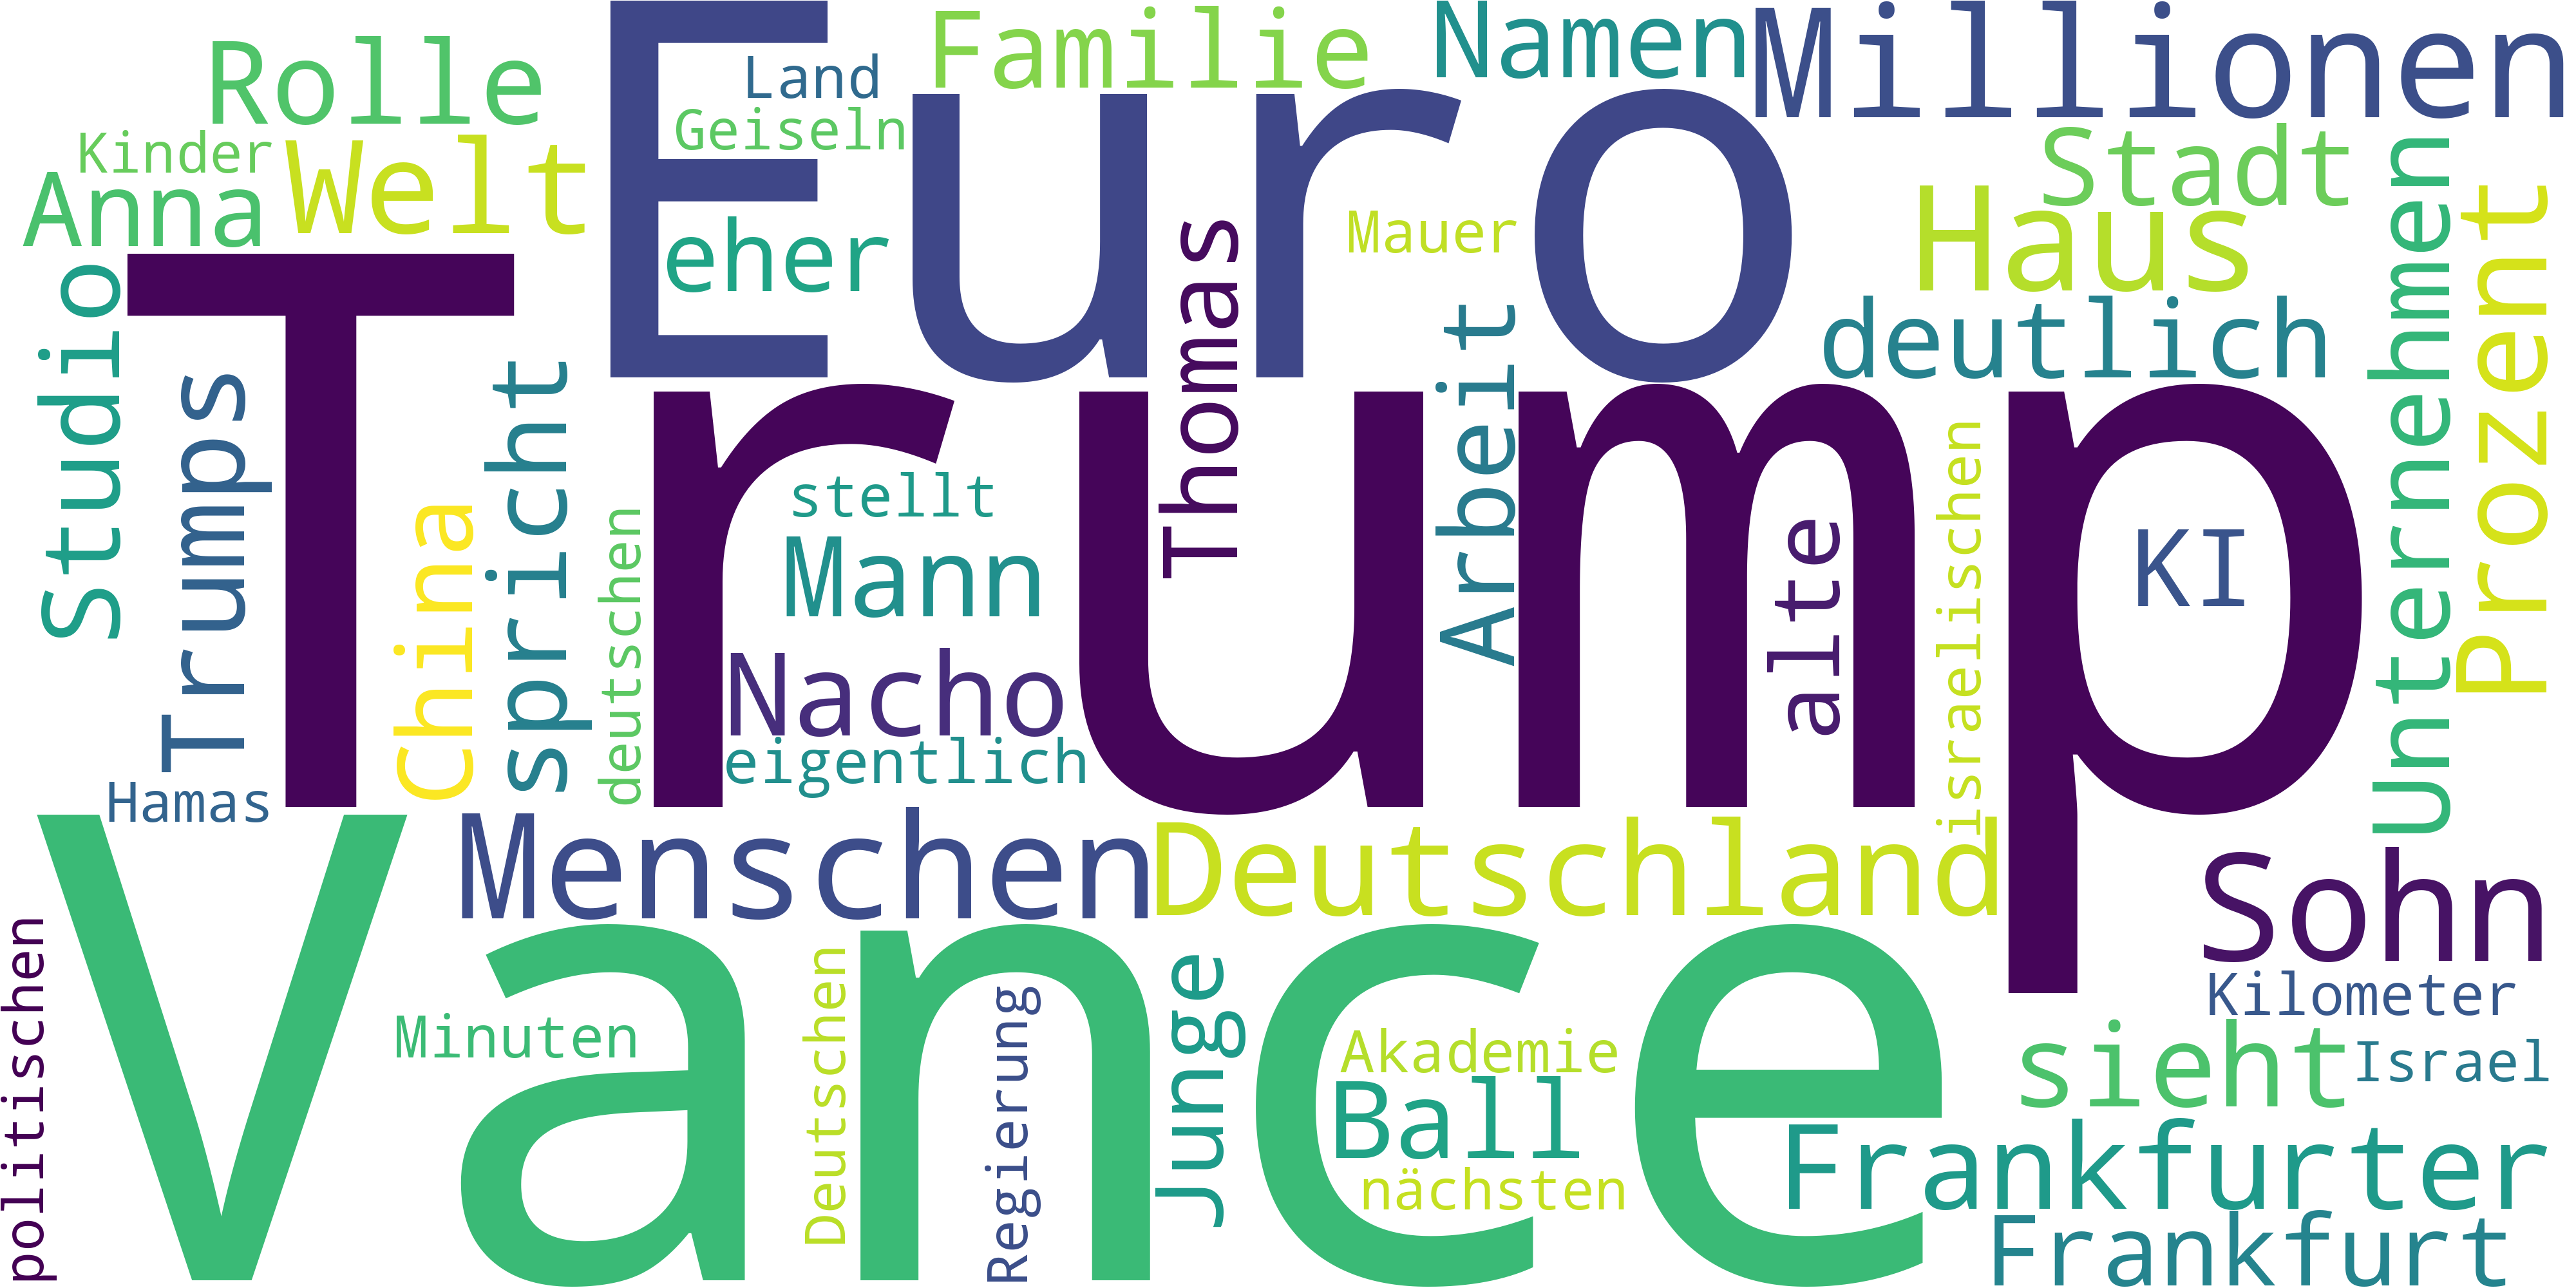 Rolle
Euro
Land
Familie
Namen
Millionen
Kinder
Geiseln
Anna
Welt
Stadt
eher
Mauer
Haus
Studio
Trump
Thomas
Unternehmen
Prozent
Trumps
deutlich
Arbeit
spricht
China
deutschen
stellt
Mann
alte
israelischen
KI
Nacho
eigentlich
Hamas
Menschen
Deutschland
Sohn
Vance
politischen
Minuten
Deutschen
Regierung
Junge
Akademie
Kilometer
sieht
Israel
Ball
nächsten
Frankfurter
Frankfurt